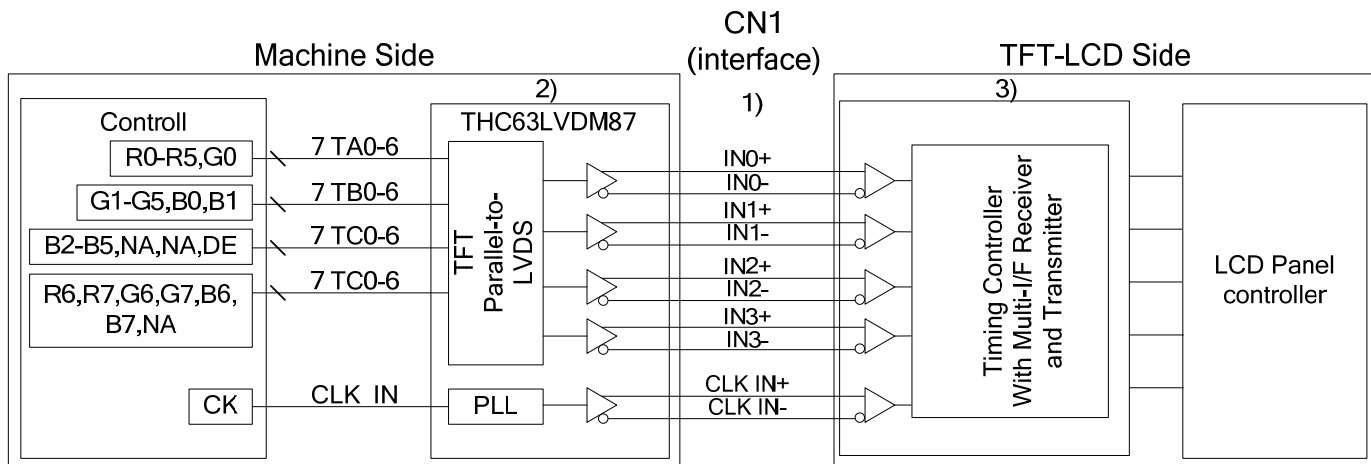 CN1
(interface)
Machine Side
TFT-LCD Side
1)
2)
3)
Controll
R0-R5,G0
G1-G5,B0,B1
B2-B5,NA,NA,DE
R6,R7,G6,G7,B6,
B7,NA
CK
7 TA0-6
7 TB0-6
7 TC0-6
7 TC0-6
CLK IN
THC63LVDM87
TFT
Parallel-to-
LVDS
PLL
IN0+
IN0-
IN1+
IN1-
IN2+
IN2-
IN3+
IN3-
CLK IN+
CLK IN-
Timing Controller
With Multi-I/F Receiver
and Transmitter
LCD Panel
controller